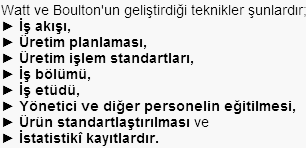 Watt ve Boulton'un geliştirdiği teknikler şunlardır;
► İş akışı,
► Üretim planlaması,
► Üretim işlem standartları,
► İş bölümü,
► İş etüdü,
► Yönetici ve diğer personelin eğitilmesi,
► Ürün standartlaştırılması ve
► İstatistikî kayıtlardır.